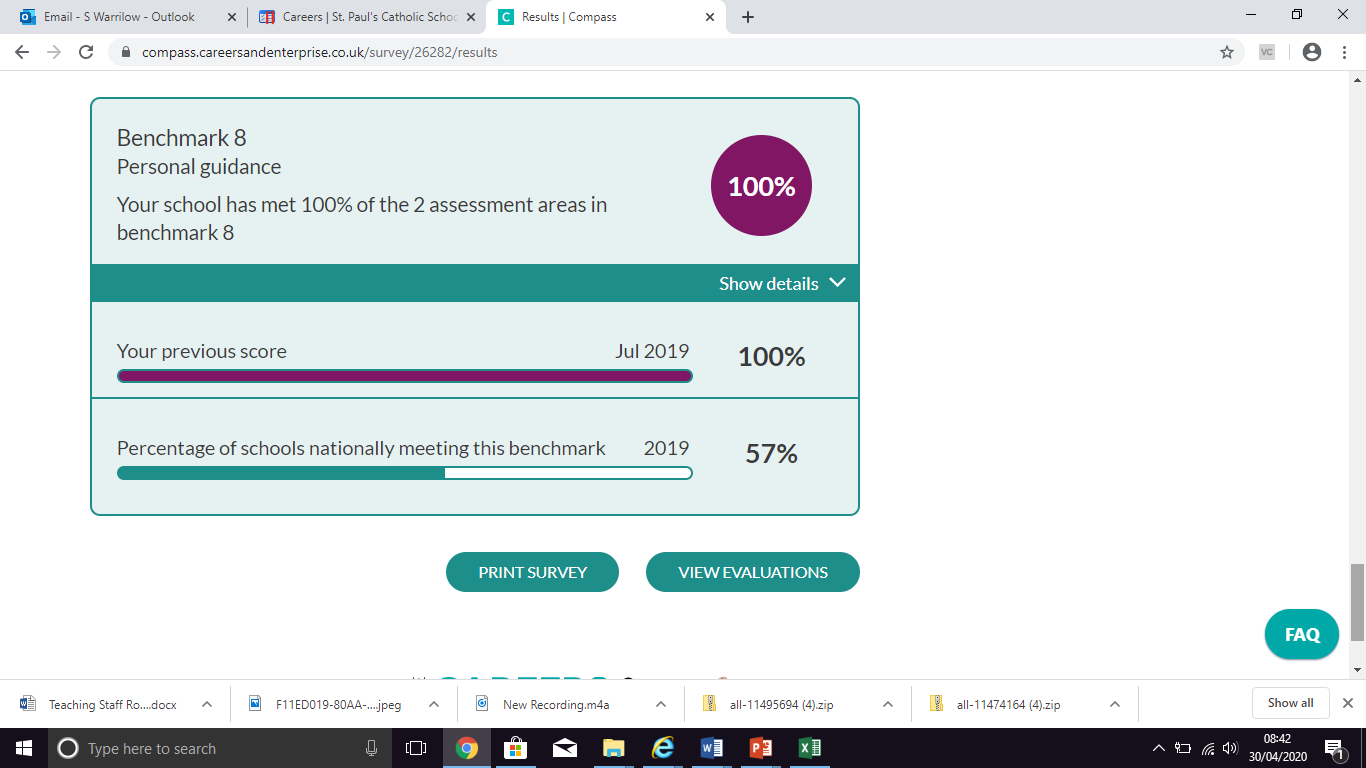 Email - S Warrilow - Outlook
Careers | St. Paul's Catholic Schoo
Results | Compass
compass.careersandenterprise.co.uk/survey/26282/results
VC
Benchmark 8
Personal guidance
Your school has met 100% of the 2 assessment areas in
benchmark 8
100%
Show details
Your previous score Jul 2019 100%
Percentage of schools nationally meeting this benchmark 2019 57%
PRINT SURVEY
VIEW EVALUATIONS
FAQ
Teaching Staff Ro....docx
F11ED019-80AA-....jpeg
New Recording.m4a
all-11495694 (4).zip
all-11474164 (4).zip
Show all
Type here to search
08:42
30/04/2020
1